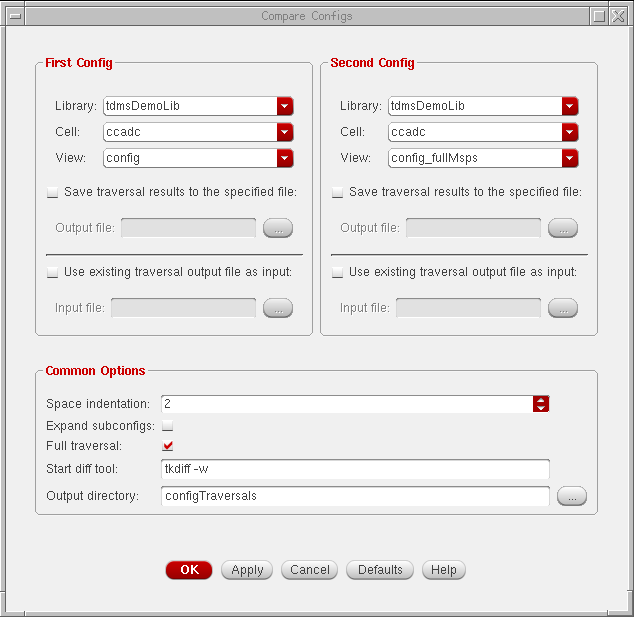 Compare Configs
First Config
Library: tdmsDemoLib
Cell: ccadc
View: config
Save traversal results to the specified file:
Output file: ...
Use existing traversal output file as input:
Input file: ...
Second Config
Library: tdmsDemoLib
Cell: ccadc
View: config_fullMsps
Save traversal results to the specified file:
Output file: ...
Use existing traversal output file as input:
Input file: ...
Common Options
Space indentation: 2
Expand subconfigs:
Full traversal:
Start diff tool: tkdiff -w
Output directory: configTraversals ...
OK Apply Cancel Defaults Help